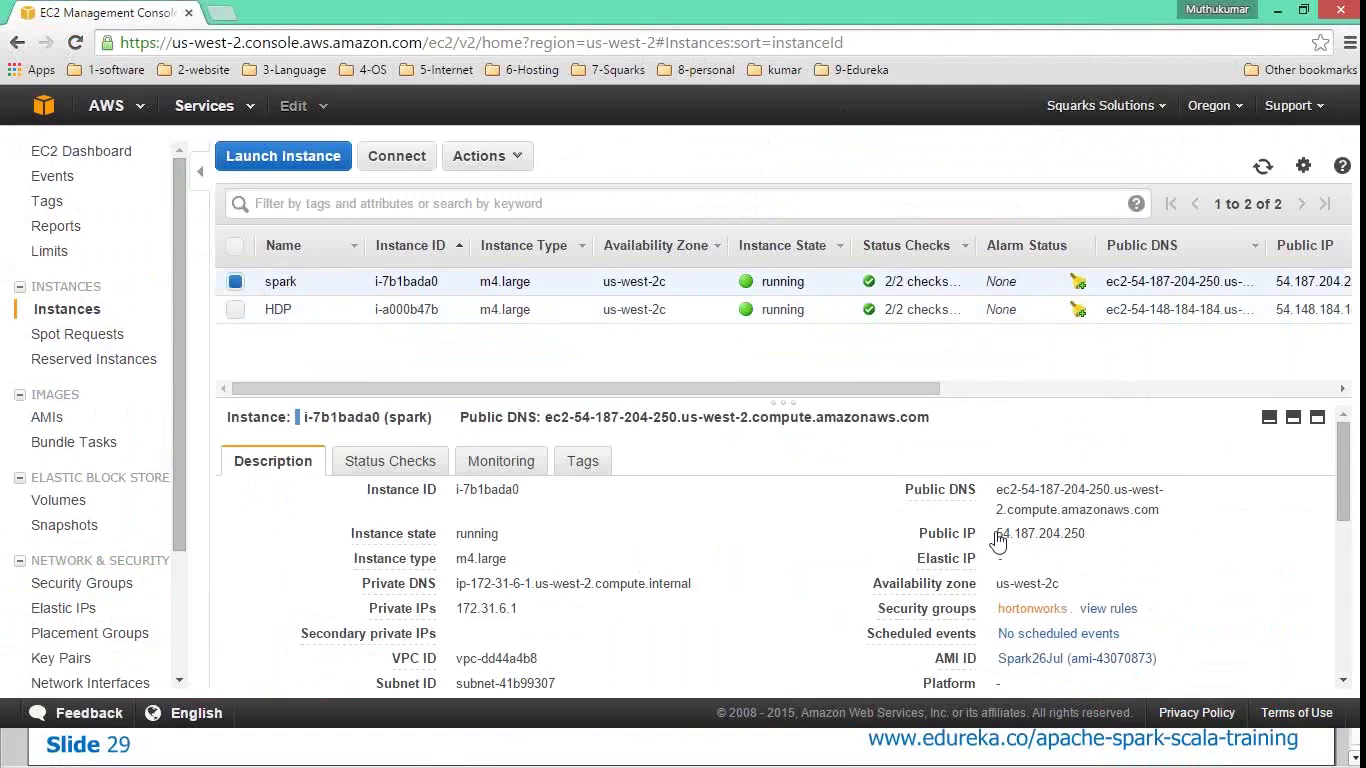 EC2 Management Consol
Muthukumar
https://us-west-2.console.aws.amazon.com/ec2/v2/home?region=us-west-2#Instances:sort=instanceId
Apps 1-software 2-website 3-Language 4-OS 5-Internet 6-Hosting 7-Squarks 8-personal kumar 9-Edureka Other bookmarks
AWS Services Edit Squarks Solutions Oregon Support
EC2 Dashboard
Events
Tags
Reports
Limits
INSTANCES
Instances
Spot Requests
Reserved Instances
IMAGES
AMIs
Bundle Tasks
ELASTIC BLOCK STORE
Volumes
Snapshots
NETWORK & SECURITY
Security Groups
Elastic IPs
Placement Groups
Key Pairs
Network Interfaces
Launch Instance Connect Actions
Filter by tags and attributes or search by keyword
1 to 2 of 2
Name Instance ID Instance Type Availability Zone Instance State Status Checks Alarm Status Public DNS Public IP
spark i-7b1bada0 m4.large us-west-2c running 2/2 checks... None ec2-54-187-204-250.us-... 54.187.204.2
HDP i-a000b47b m4.large us-west-2c running 2/2 checks... None ec2-54-148-184-184.us-... 54.148.184.1
Instance: i-7b1bada0 (spark) Public DNS: ec2-54-187-204-250.us-west-2.compute.amazonaws.com
Description Status Checks Monitoring Tags
Instance ID i-7b1bada0
Instance state running
Instance type m4.large
Private DNS ip-172-31-6-1.us-west-2.compute.internal
Private IPs 172.31.6.1
Secondary private IPs
VPC ID vpc-dd44a4b8
Subnet ID subnet-41b99307
Public DNS ec2-54-187-204-250.us-west-
2.compute.amazonaws.com
Public IP 54.187.204.250
Elastic IP -
Availability zone us-west-2c
Security groups hortonworks . view rules
Scheduled events No scheduled events
AMI ID Spark26Jul (ami-43070873)
Platform -
Feedback English © 2008 - 2015, Amazon Web Services, Inc. or its affiliates. All rights reserved. Privacy Policy Terms of Use
Slide 29 www.edureka.co/apache-spark-scala-training